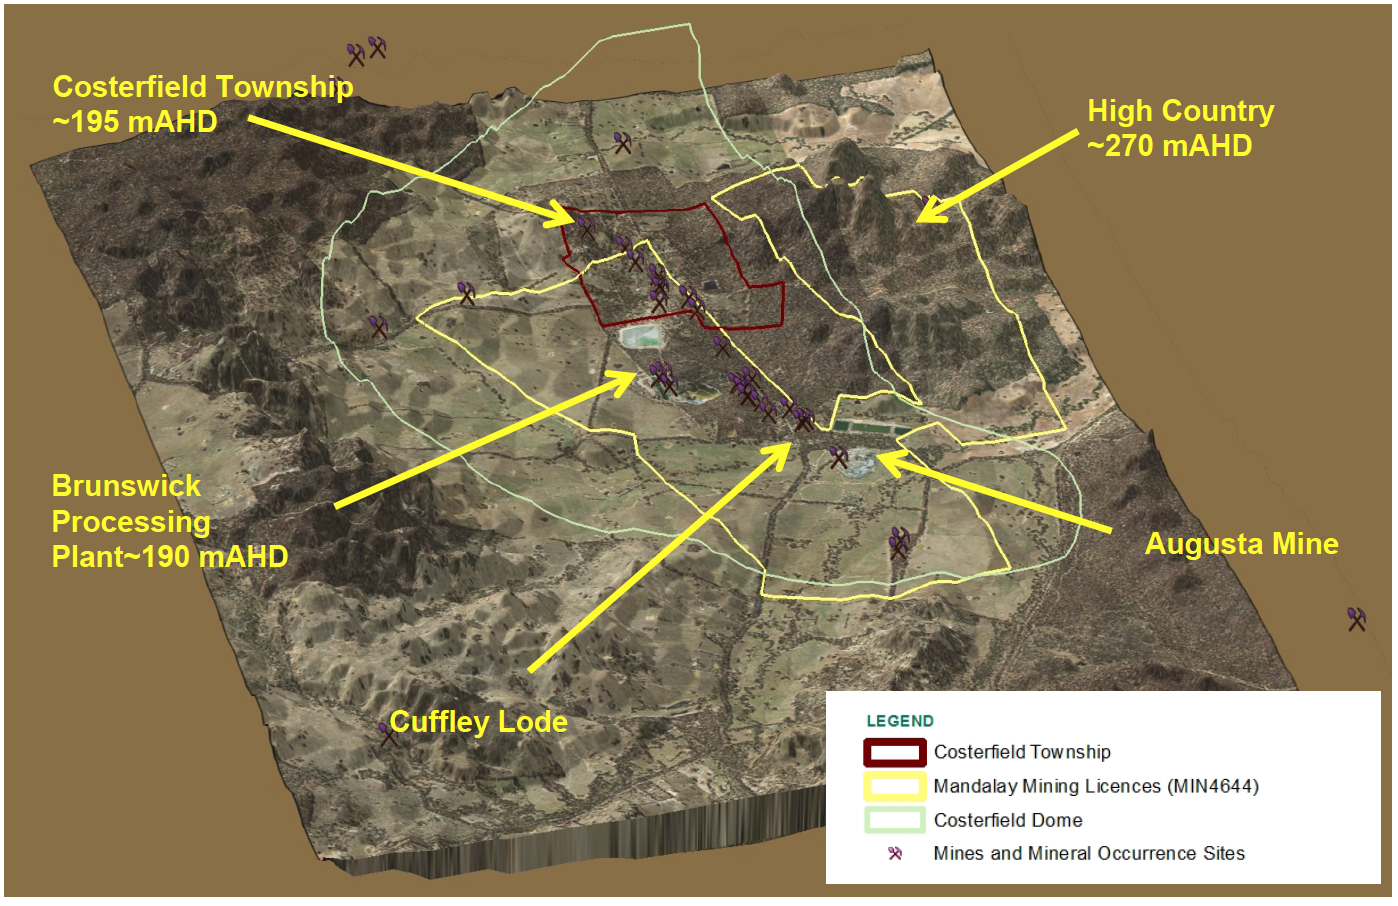 Costerfield Township
~195 mAHD
High Country
~270 mAHD
Brunswick
Processing
Plant~190 mAHD
Augusta Mine
Cuffley Lode
LEGEND
Costerfield Township
Mandalay Mining Licences (MIN4644)
Costerfield Dome
Mines and Mineral Occurrence Sites